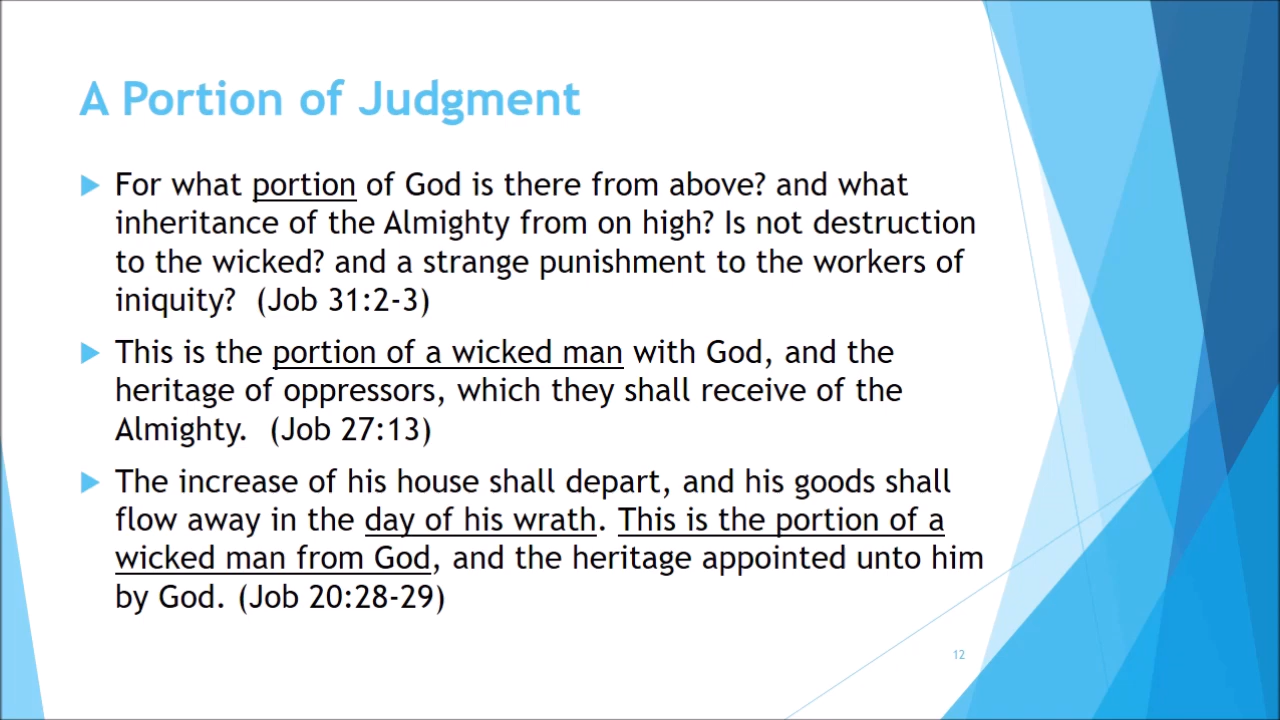 A Portion of Judgment
For what portion of God is there from above? and what
inheritance of the Almighty from on high? Is not destruction
to the wicked? and a strange punishment to the workers of
iniquity?  (Job 31:2-3)
This is the portion of a wicked man with God, and the
heritage of oppressors, which they shall receive of the
Almighty.  (Job 27:13)
The increase of his house shall depart, and his goods shall
flow away in the day of his wrath. This is the portion of a
wicked man from God, and the heritage appointed unto him
by God. (Job 20:28-29)
12